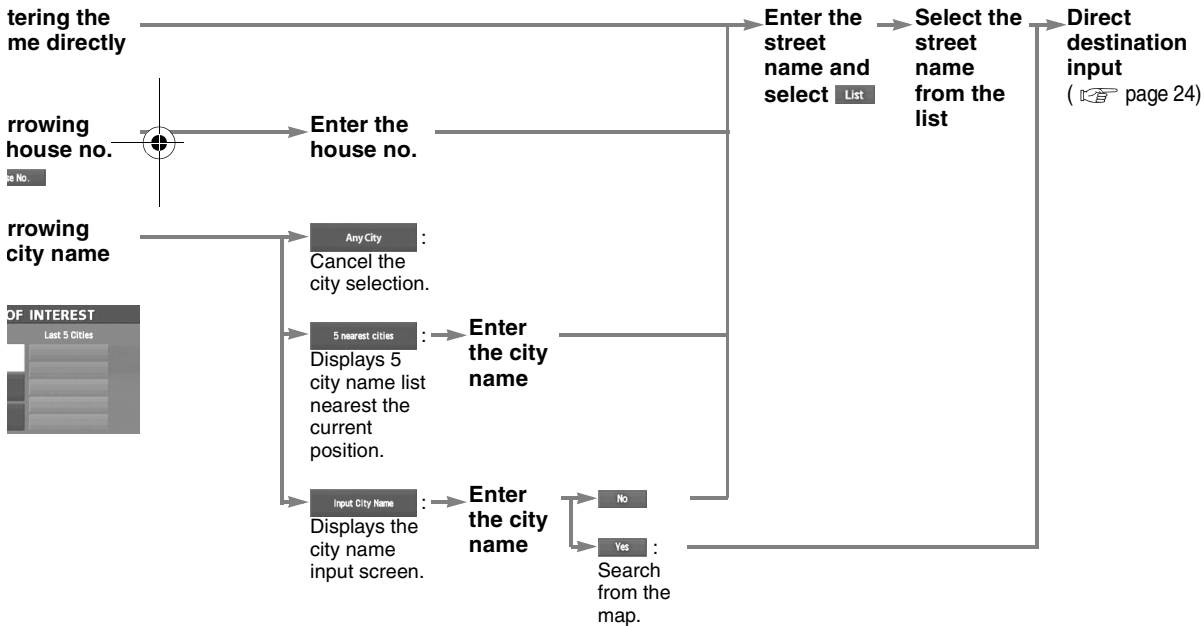 tering the
me directly
Enter the
street
name and
select List
Select the
street
name
from the
list
Direct
destination
input
( page 24)
rrowing
house no.
se No.
Enter the
house no.
rrowing
city name
OF INTEREST
Last 5 Cities
Any City :
Cancel the
city selection.
5 nearest cities :
Displays 5
city name list
nearest the
current
position.
Enter
the city
name
Input City Name :
Displays the
city name
input screen.
Enter
the city
name
No
Yes :
Search
from the
map.